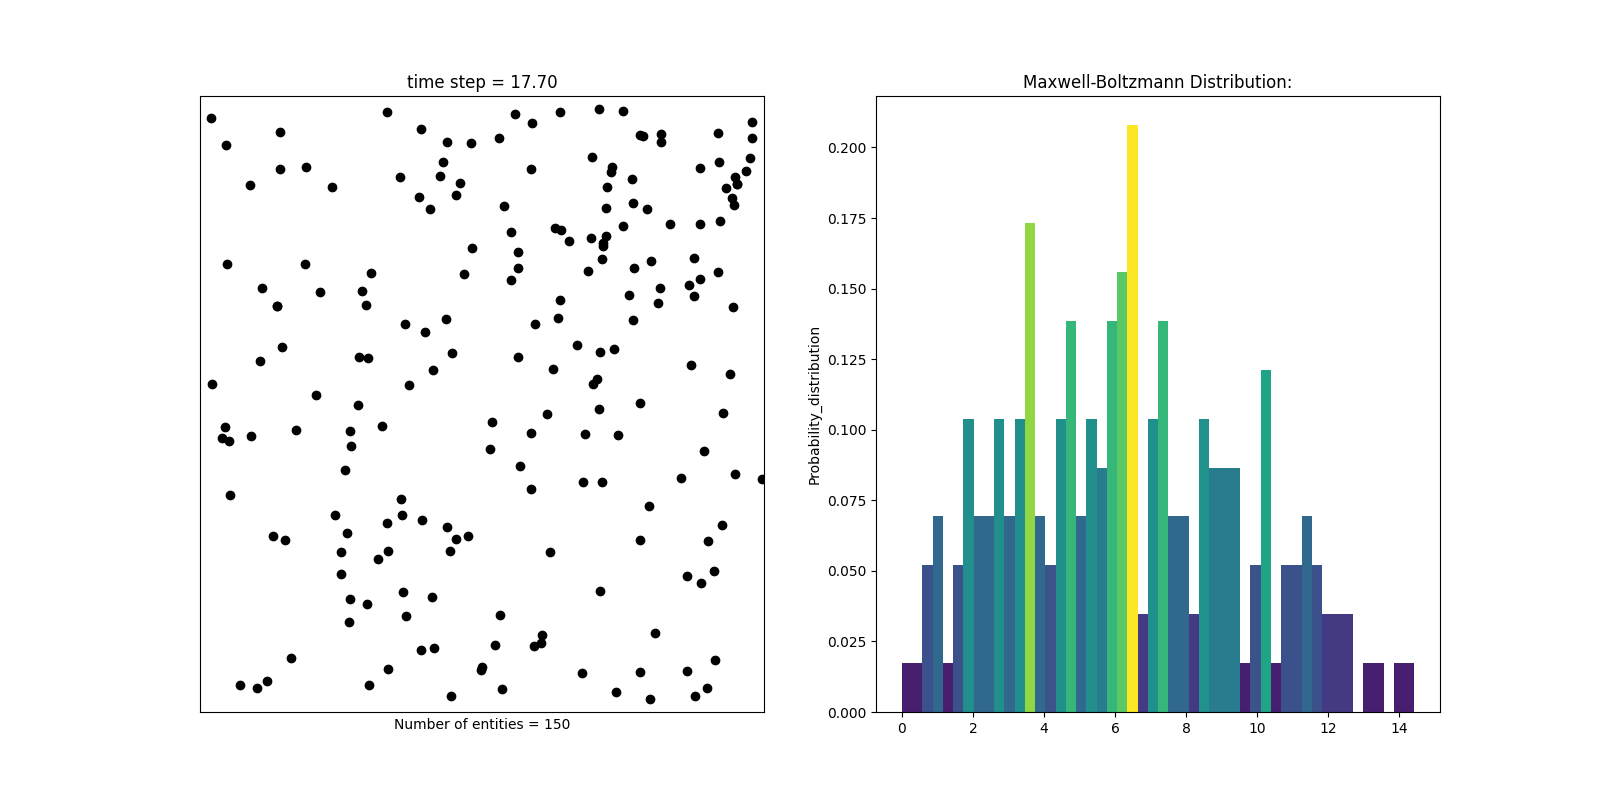 time step = 17.70
Number of entities = 150
Maxwell-Boltzmann Distribution:
Probability_distribution
0.200
0.175
0.150
0.125
0.100
0.075
0.050
0.025
0.000
0 2 4 6 8 10 12 14